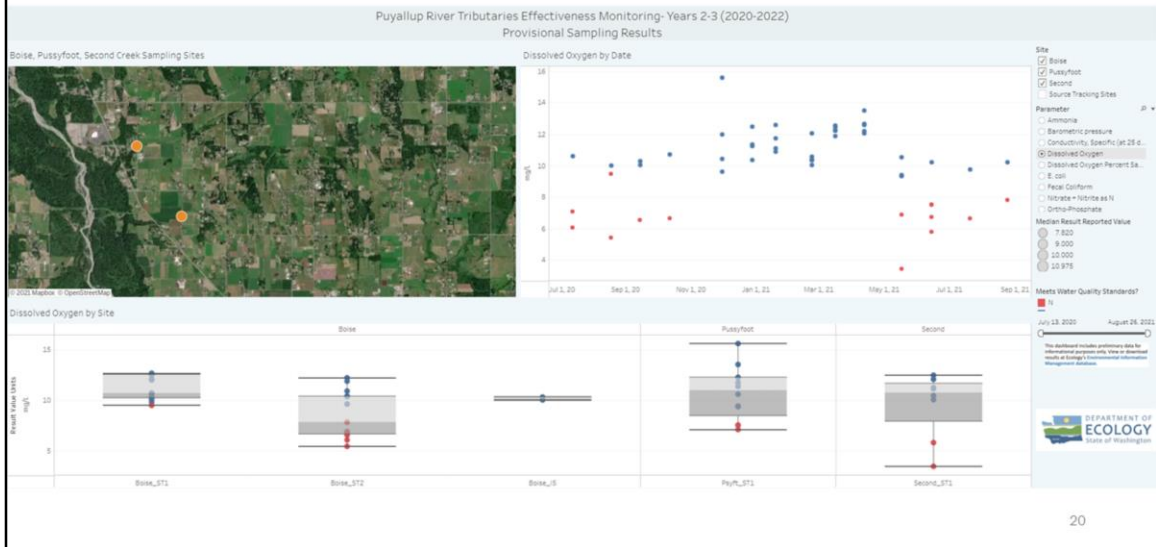 Puyallup River Tributaries Effectiveness Monitoring- Years 2-3 (2020-2022)
Provisional Sampling Results
Boise, Pussyfoot, Second Creek Sampling Sites
© 2021 Mapbox © OpenStreetMap
Dissolved Oxygen by Date
mg/L
16
14
12
10
8
6
4
Jul 1, 20
Sep 1, 20
Nov 1, 20
Jan 1, 21
Mar 1, 21
May 1, 21
Jul 1, 21
Sep 1, 21
Site
Boise
Pussyfoot
Second
Source Tracking Sites
Parameter
Ammonia
Barometric pressure
Conductivity, Specific (at 25 d...
Dissolved Oxygen
Dissolved Oxygen Percent Sa...
E. coli
Fecal Coliform
Nitrate + Nitrite as N
Ortho-Phosphate
Median Result Reported Value
7.820
9.000
10.000
10.975
Meets Water Quality Standards?
N
July 13, 2020 August 26, 2021
This dashboard includes preliminary data for
informational purposes only. View or download
results at Ecology's Environmental Information
Management database.
Dissolved Oxygen by Site
Boise
Pussyfoot
Second
Result Value Units
mg/L
15
10
5
Boise_ST1
Boise_ST2
Boise_IS
Psyft_ST1
Second_ST1
DEPARTMENT OF
ECOLOGY
State of Washington
20